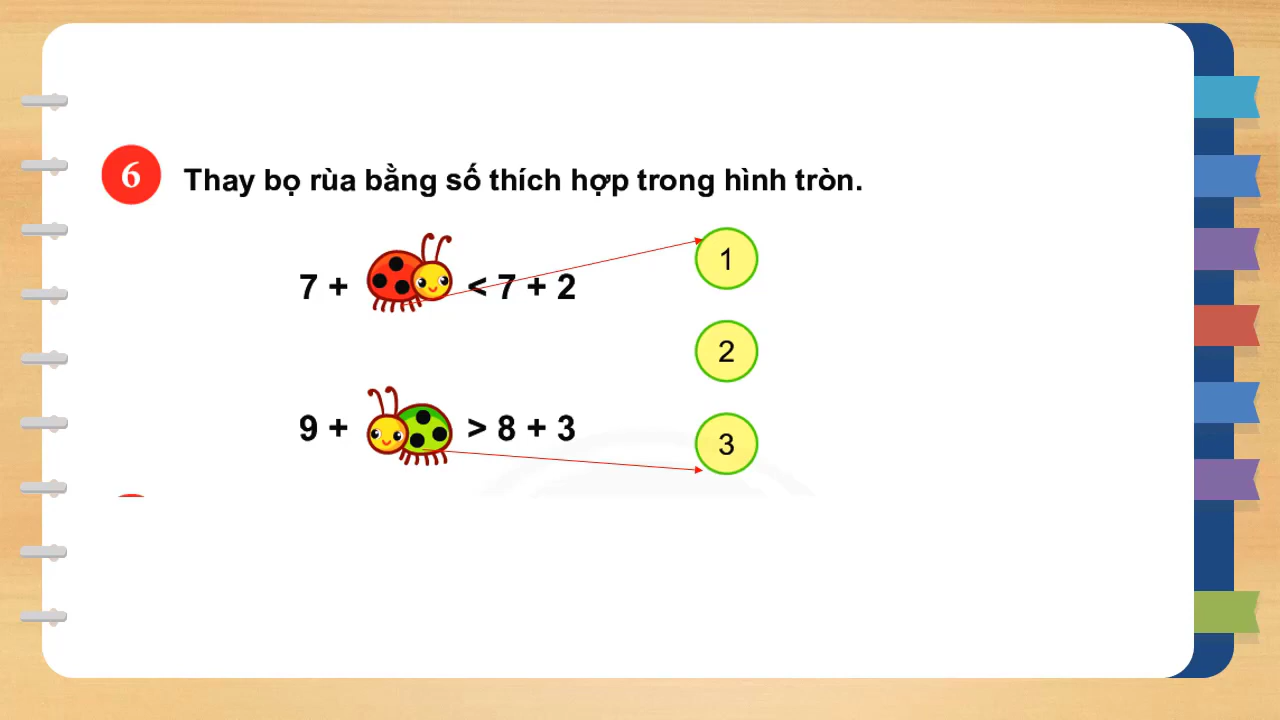 6 Thay bọ rùa bằng số thích hợp trong hình tròn.
7 + < 7 + 2
1
2
9 + > 8 + 3
3